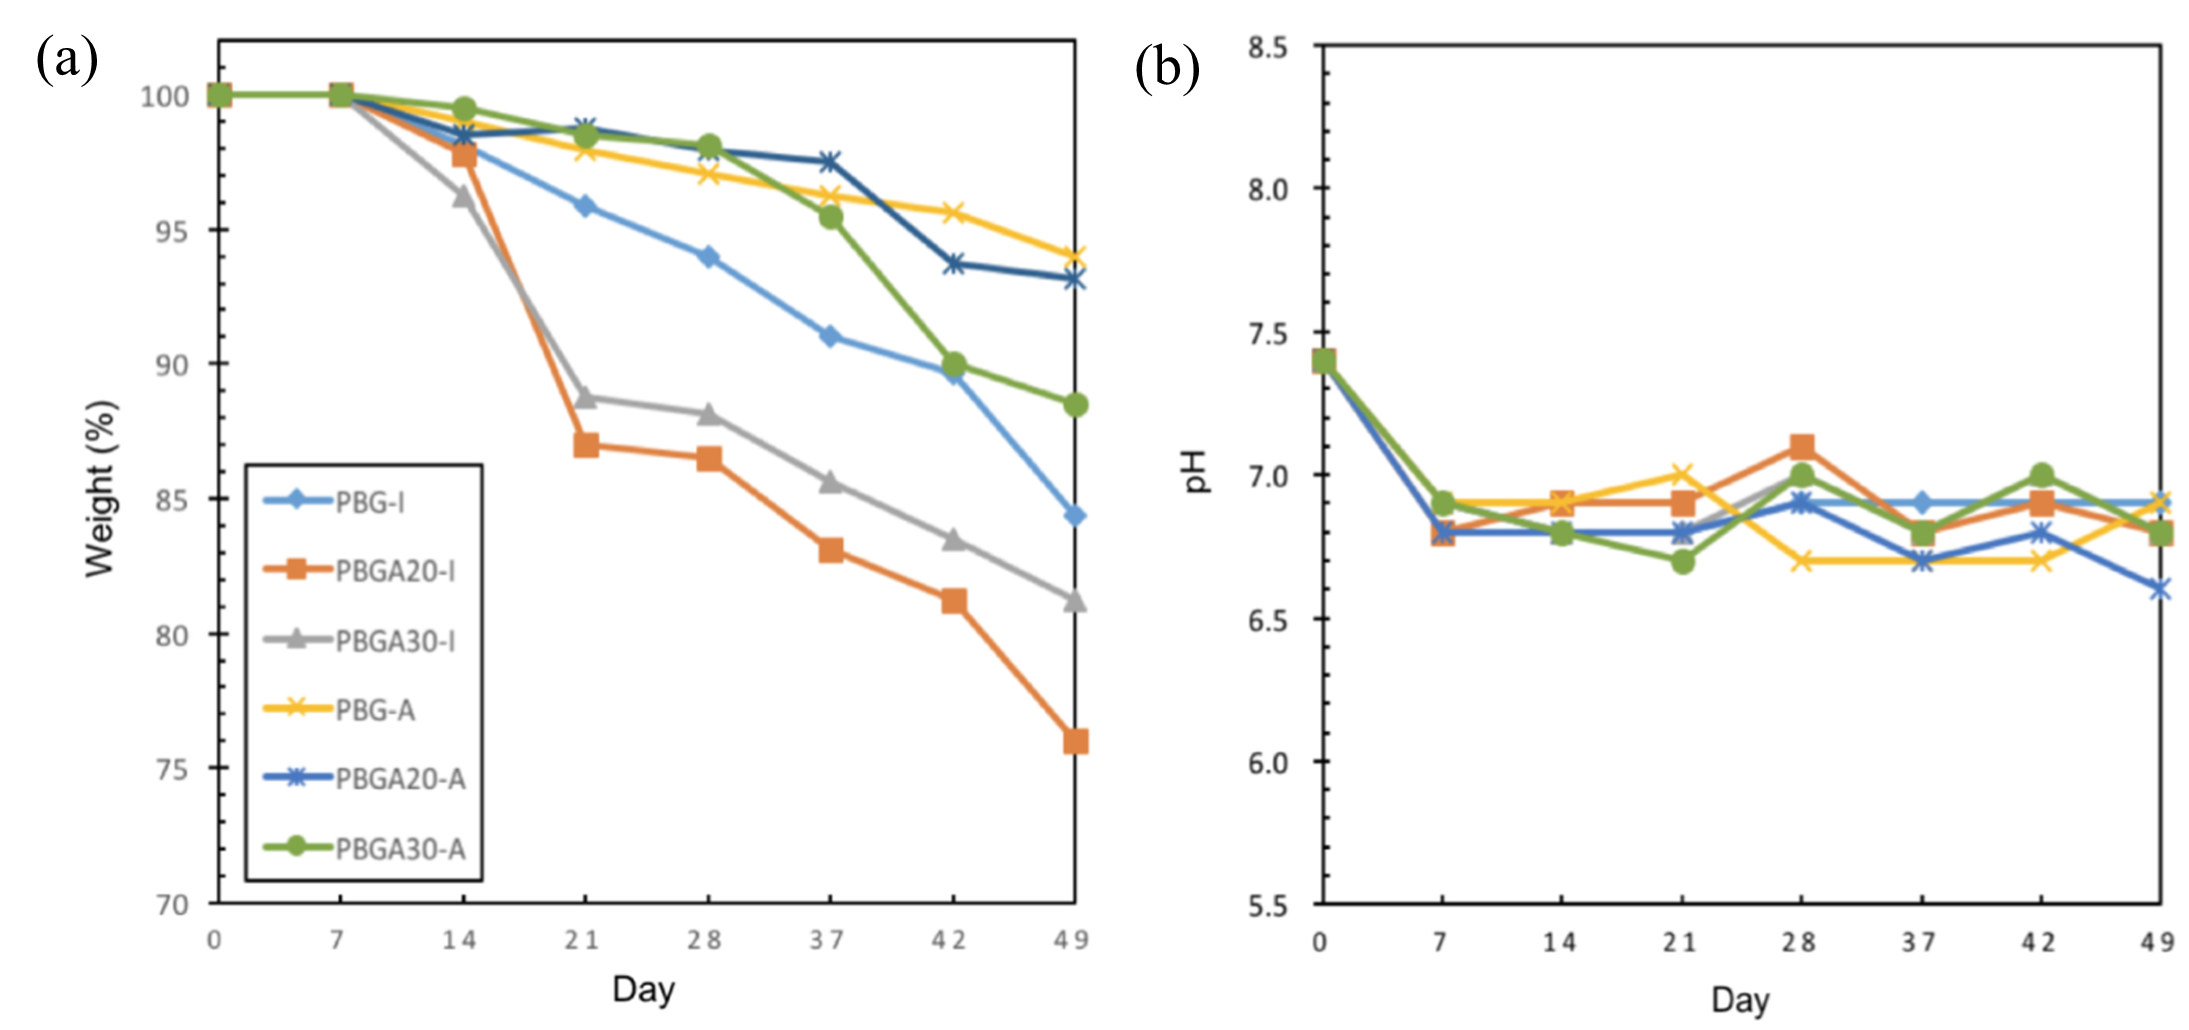 (a)
100
95
90
85
80
75
70
Weight (%)
PBG-I
PBGA20-I
PBGA30-I
PBG-A
PBGA20-A
PBGA30-A
0 7 14 21 28 37 42 49
Day
(b)
8.5
8.0
7.5
7.0
6.5
6.0
5.5
pH
0 7 14 21 28 37 42 49
Day